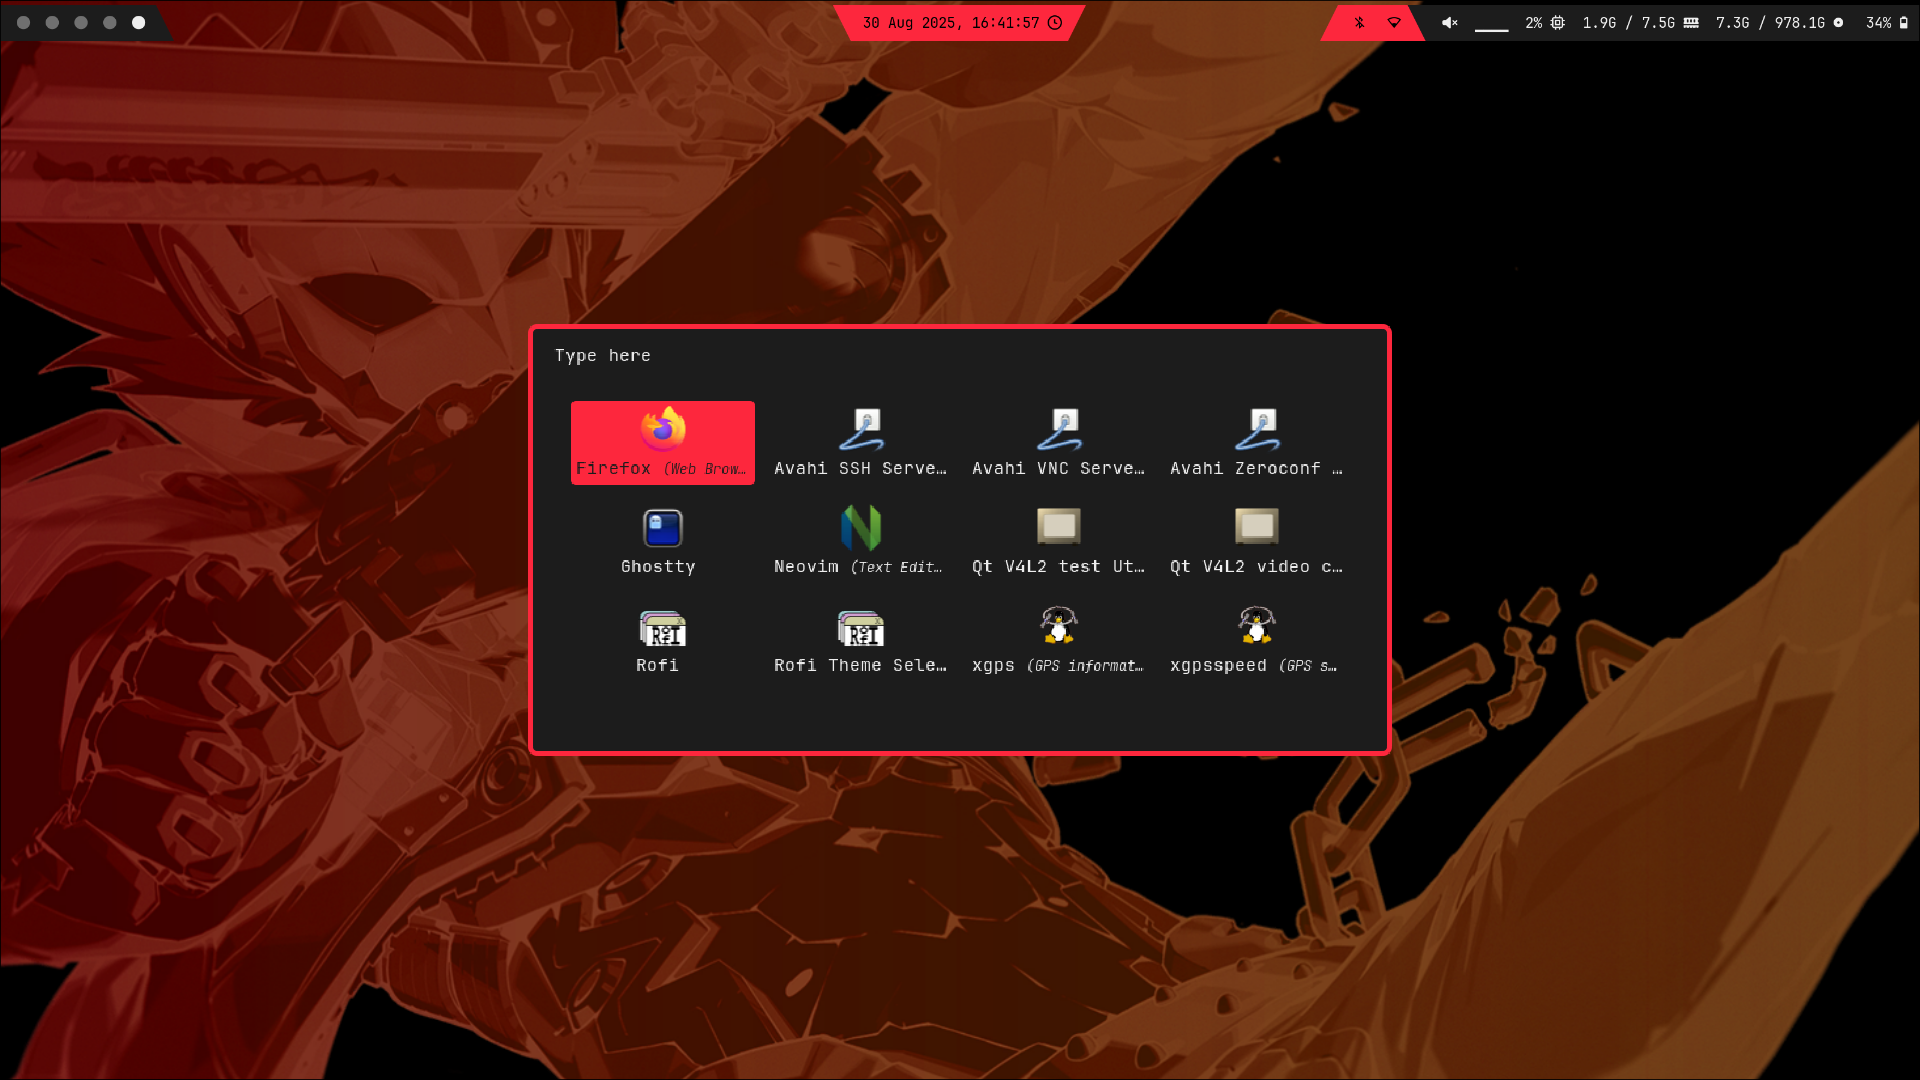 30 Aug 2025, 16:41:57
2%
1.9G / 7.5G
7.3G / 978.1G
34%
Type here
Firefox (Web Brow…
Avahi SSH Serve…
Avahi VNC Serve…
Avahi Zeroconf …
Ghostty
Neovim (Text Edit…
Qt V4L2 test Ut…
Qt V4L2 video c…
RofI
RofI
Rofi
Rofi Theme Sele…
xgps (GPS informat…
xgpsspeed (GPS s…